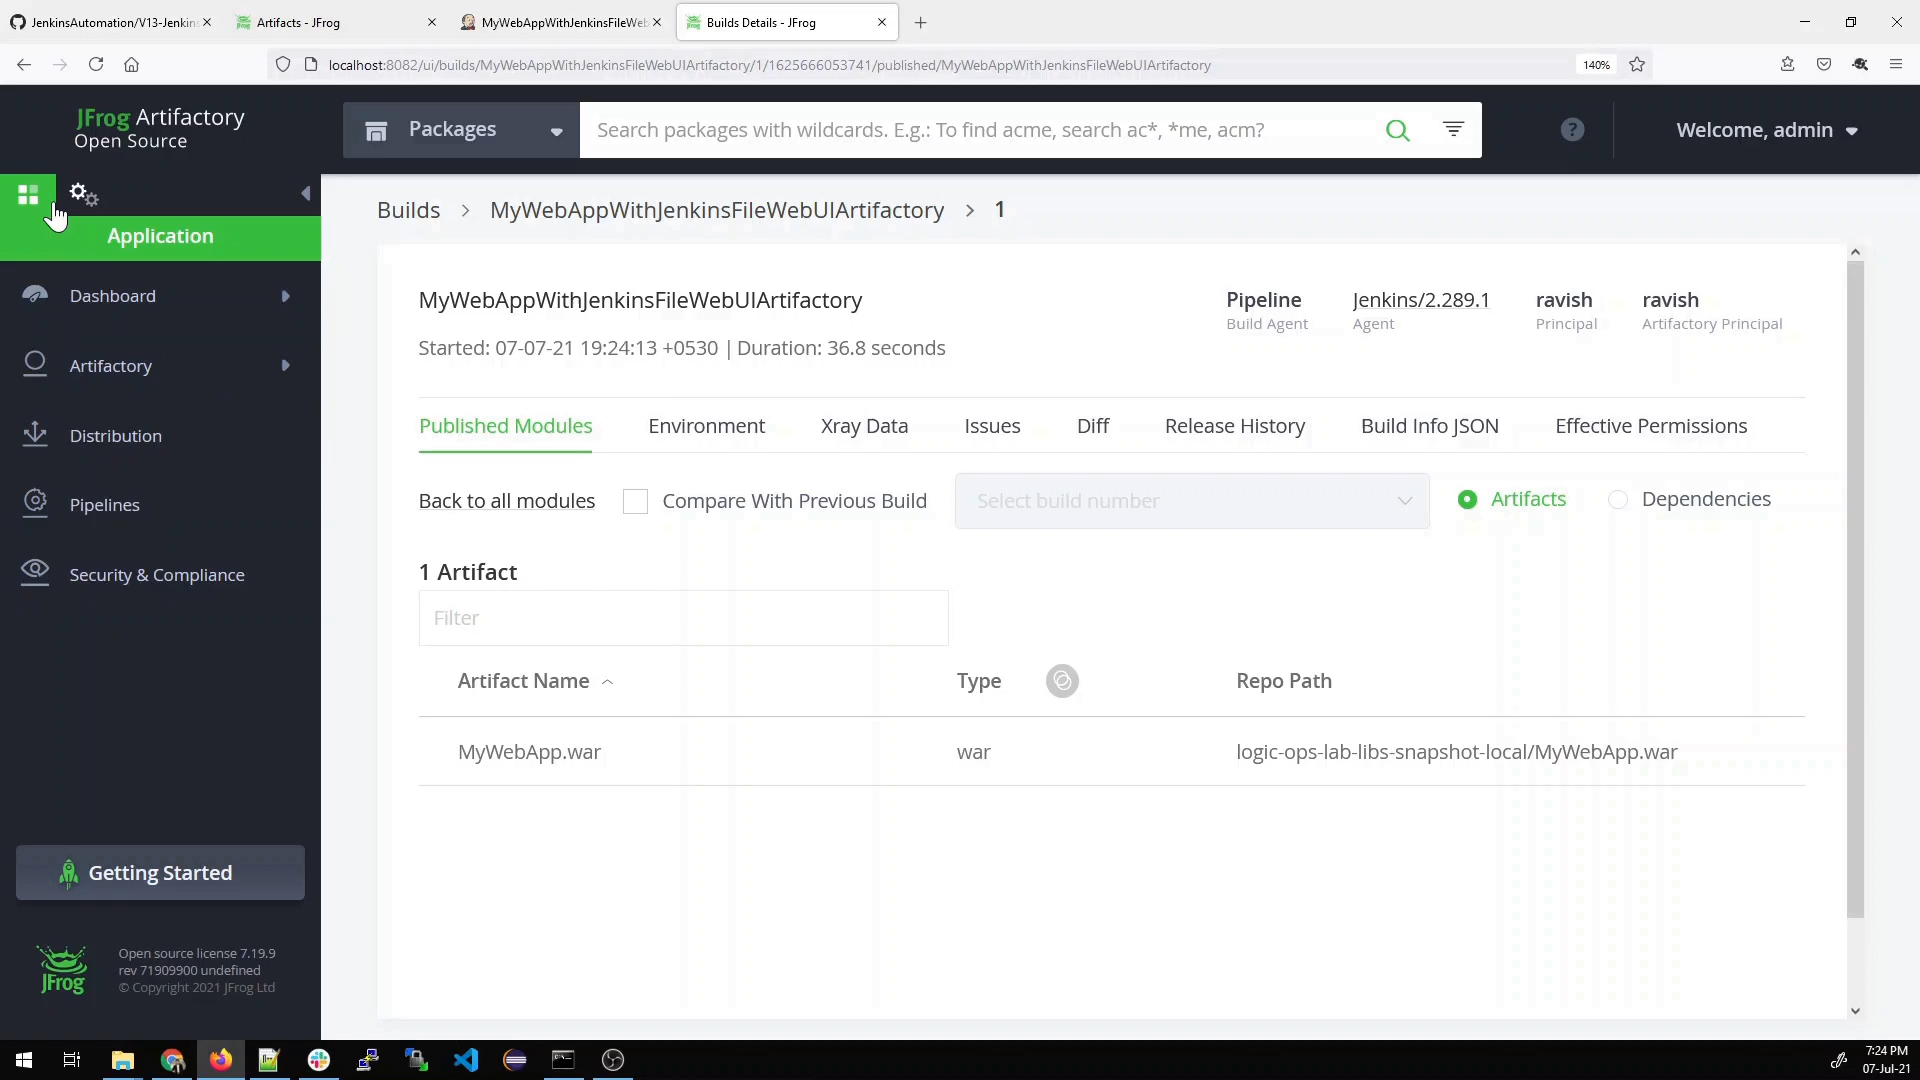 JenkinsAutomation/V13-Jenkins
Artifacts - JFrog
MyWebAppWithJenkinsFileWeb
Builds Details - JFrog
localhost:8082/ui/builds/MyWebAppWithJenkinsFileWebUIArtifactory/1/1625666053741/published/MyWebAppWithJenkinsFileWebUIArtifactory
140%
JFrog Artifactory
Open Source
Packages
Search packages with wildcards. E.g.: To find acme, search ac*, *me, acm?
?
Welcome, admin
Application
Dashboard
Artifactory
Distribution
Pipelines
Security & Compliance
Getting Started
JFrog
Open source license 7.19.9
rev 71909900 undefined
© Copyright 2021 JFrog Ltd
Builds > MyWebAppWithJenkinsFileWebUIArtifactory > 1
MyWebAppWithJenkinsFileWebUIArtifactory
Started: 07-07-21 19:24:13 +0530 | Duration: 36.8 seconds
Pipeline
Build Agent
Jenkins/2.289.1
Agent
ravish
Principal
ravish
Artifactory Principal
Published Modules
Environment
Xray Data
Issues
Diff
Release History
Build Info JSON
Effective Permissions
Back to all modules
Compare With Previous Build
Select build number
Artifacts
Dependencies
1 Artifact
Filter
Artifact Name
Type
Repo Path
MyWebApp.war
war
logic-ops-lab-libs-snapshot-local/MyWebApp.war
7:24 PM
07-Jul-21